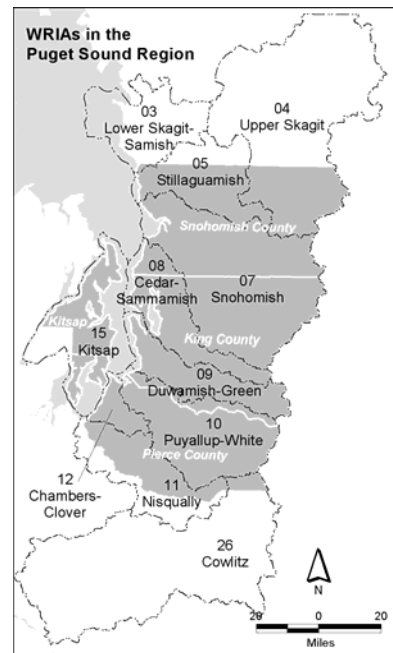 WRIAs in the
Puget Sound Region
03
Lower Skagit-
Samish
04
Upper Skagit
05
Stillaguamish
Snohomish County
08
Cedar-
Sammamish
07
Snohomish
Kitsap
15
Kitsap
King County
09
Duwamish-Green
10
Puyallup-White
Pierce County
12
Chambers-
Clover
11
Nisqually
26
Cowlitz
N
20 0 20
Miles